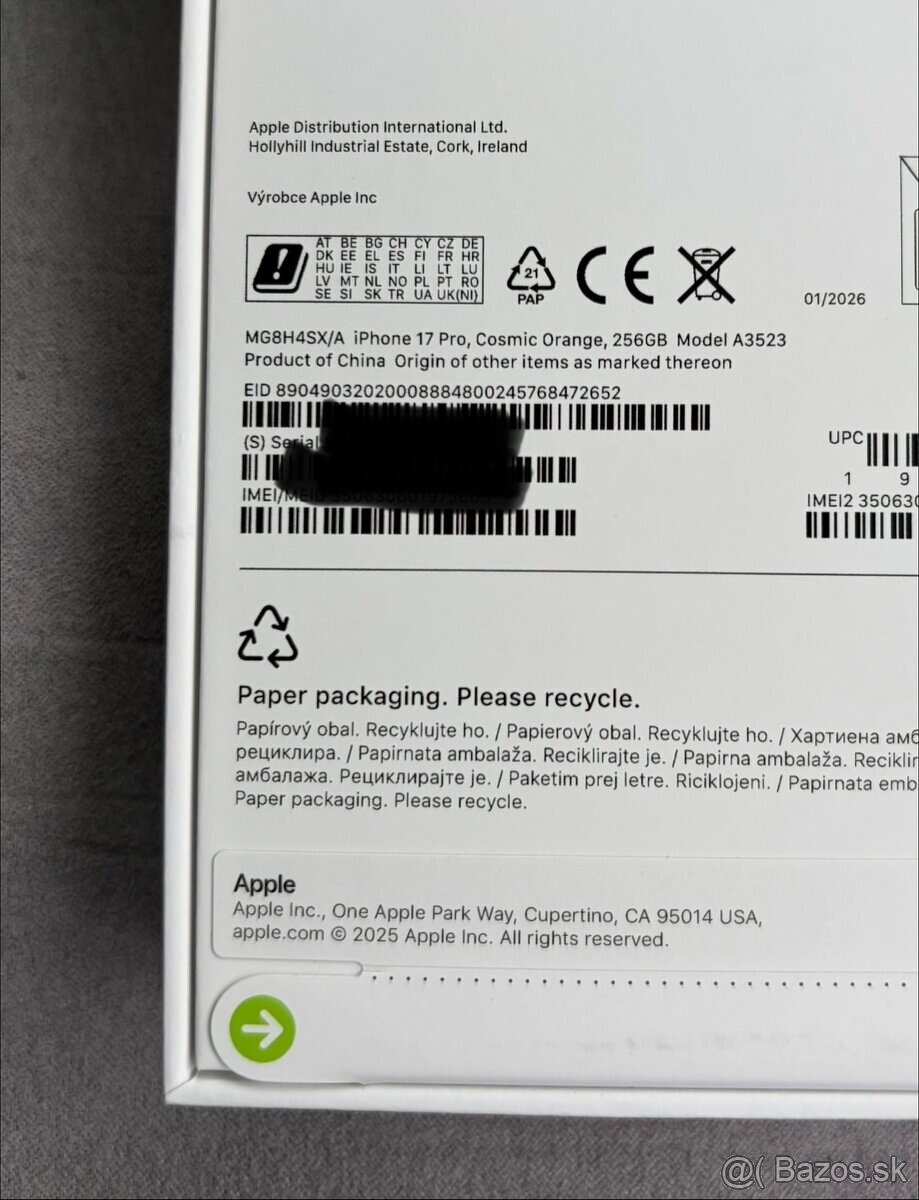 Apple Distribution International Ltd.
Hollyhill Industrial Estate, Cork, Ireland
Výrobce Apple Inc
AT BE BG CH CY CZ DE
DK EE EL ES FI FR HR
HU IE IS IT LI LT LU
LV MT NL NO PL PT RO
SE SI SK TR UA UK(NI)
21
PAP
CE
01/2026
MG8H4SX/A iPhone 17 Pro, Cosmic Orange, 256GB Model A3523
Product of China Origin of other items as marked thereon
EID 89049032020008884800245768472652
(S) Serial
UPC
1 9
IMEI/MEID
IMEI2 350630
Paper packaging. Please recycle.
Papírový obal. Recyklujte ho. / Papierový obal. Recyklujte ho. / Хартиена амб
рециклира. / Papirnata ambalaža. Reciklirajte je. / Papirna ambalaža. Reciklir
амбалажа. Рециклирајте је. / Paketim prej letre. Riciklojeni. / Papirnata emb
Paper packaging. Please recycle.
Apple
Apple Inc., One Apple Park Way, Cupertino, CA 95014 USA,
apple.com © 2025 Apple Inc. All rights reserved.
@( Bazos.sk